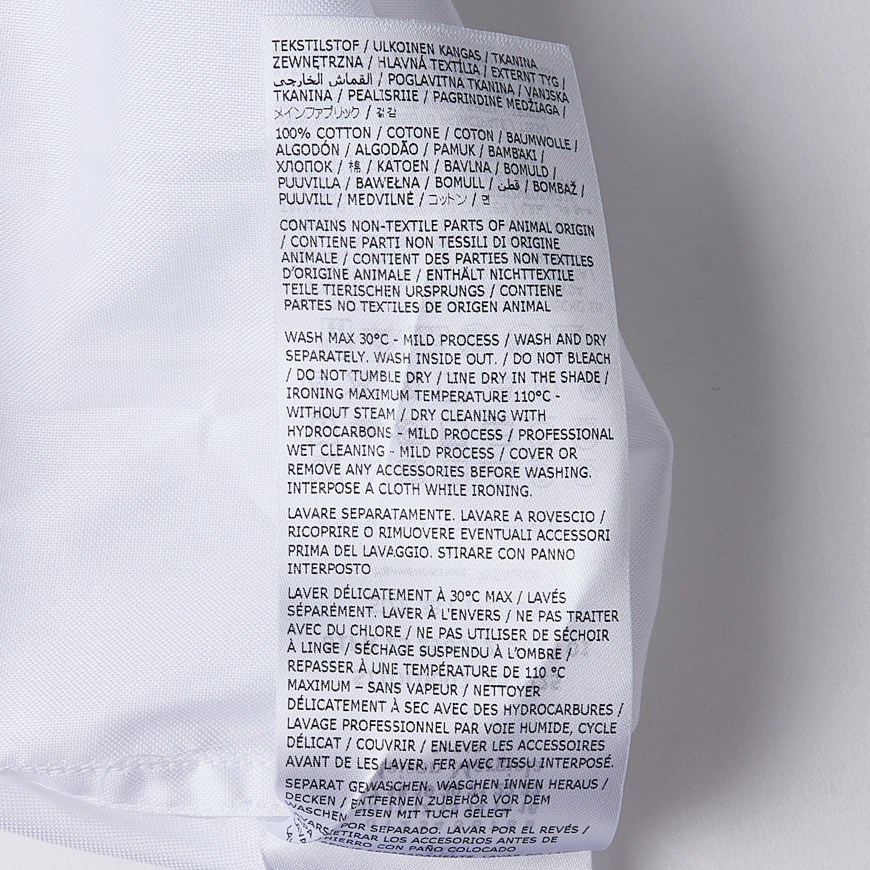 TEKSTILSTOF / ULKOINEN KANGAS / TKANINA
ZEWNĘTRZNA / HLAVNÁ TEXTÍLIA / EXTERNT TYG /
القماش الخارجي / POGLAVITNA TKANINA / VANJSKA
TKANINA / PEALISRIIE / PAGRINDINĖ MEDŽIAGA /
メインファブリック / 겉감
100% COTTON / COTONE / COTON / BAUMWOLLE /
ALGODÓN / ALGODÃO / PAMUK / ΒΑΜΒΑΚΙ /
ХЛОПОК / 棉 / KATOEN / BAVLNA / BOMULD /
PUUVILLA / BAWEŁNA / BOMULL / قطن / BOMBAŽ /
PUUVILL / MEDVILNĖ / コットン / 면
CONTAINS NON-TEXTILE PARTS OF ANIMAL ORIGIN
/ CONTIENE PARTI NON TESSILI DI ORIGINE
ANIMALE / CONTIENT DES PARTIES NON TEXTILES
D'ORIGINE ANIMALE / ENTHÄLT NICHTTEXTILE
TEILE TIERISCHEN URSPRUNGS / CONTIENE
PARTES NO TEXTILES DE ORIGEN ANIMAL
WASH MAX 30°C - MILD PROCESS / WASH AND DRY
SEPARATELY. WASH INSIDE OUT. / DO NOT BLEACH
/ DO NOT TUMBLE DRY / LINE DRY IN THE SHADE /
IRONING MAXIMUM TEMPERATURE 110°C -
WITHOUT STEAM / DRY CLEANING WITH
HYDROCARBONS - MILD PROCESS / PROFESSIONAL
WET CLEANING - MILD PROCESS / COVER OR
REMOVE ANY ACCESSORIES BEFORE WASHING.
INTERPOSE A CLOTH WHILE IRONING.
LAVARE SEPARATAMENTE. LAVARE A ROVESCIO /
RICOPRIRE O RIMUOVERE EVENTUALI ACCESSORI
PRIMA DEL LAVAGGIO. STIRARE CON PANNO
INTERPOSTO
LAVER DÉLICATEMENT À 30°C MAX / LAVÉS
SÉPARÉMENT. LAVER À L'ENVERS / NE PAS TRAITER
AVEC DU CHLORE / NE PAS UTILISER DE SÉCHOIR
À LINGE / SÉCHAGE SUSPENDU À L'OMBRE /
REPASSER À UNE TEMPÉRATURE DE 110 °C
MAXIMUM – SANS VAPEUR / NETTOYER
DÉLICATEMENT À SEC AVEC DES HYDROCARBURES /
LAVAGE PROFESSIONNEL PAR VOIE HUMIDE, CYCLE
DÉLICAT / COUVRIR / ENLEVER LES ACCESSOIRES
AVANT DE LES LAVER. FER AVEC TISSU INTERPOSÉ.
SEPARAT GEWASCHEN. WASCHEN INNEN HERAUS /
DECKEN / ENTFERNEN ZUBEHÖR VOR DEM
WASCHEN. EISEN MIT TUCH GELEGT
POR SEPARADO. LAVAR POR EL REVÉS /
LOS ACCESORIOS ANTES DE
CON PAÑO COLOCADO